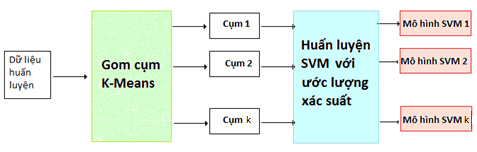 Dữ liệu
huấn
luyện
Gom cụm
K-Means
Cụm 1
Cụm 2
Cụm k
Huấn luyện
SVM với
ước lượng
xác suất
Mô hình SVM 1
Mô hình SVM 2
Mô hình SVM k